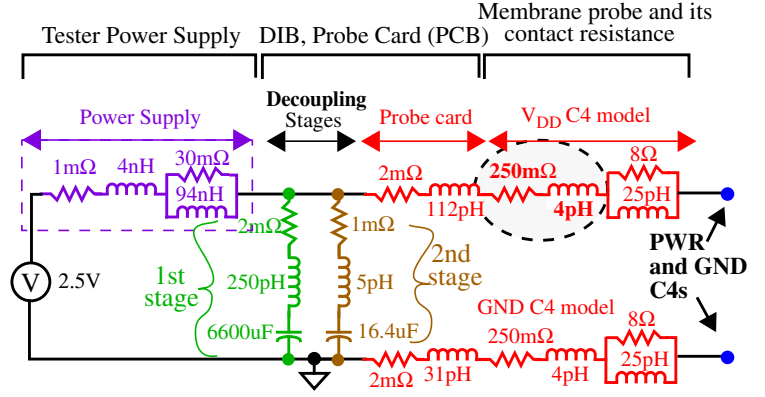 Membrane probe and its
Tester Power Supply DIB, Probe Card (PCB) contact resistance
Decoupling
Power Supply Stages Probe card VDD C4 model
1mΩ 4nH 30mΩ 2mΩ 250mΩ 8Ω
94nH 112pH 4pH 25pH
2mΩ 1mΩ
PWR
and GND
C4s
1st
stage
250pH 5pH
2nd
stage
V 2.5V
6600uF 16.4uF
GND C4 model
250mΩ 8Ω
2mΩ 31pH 4pH 25pH